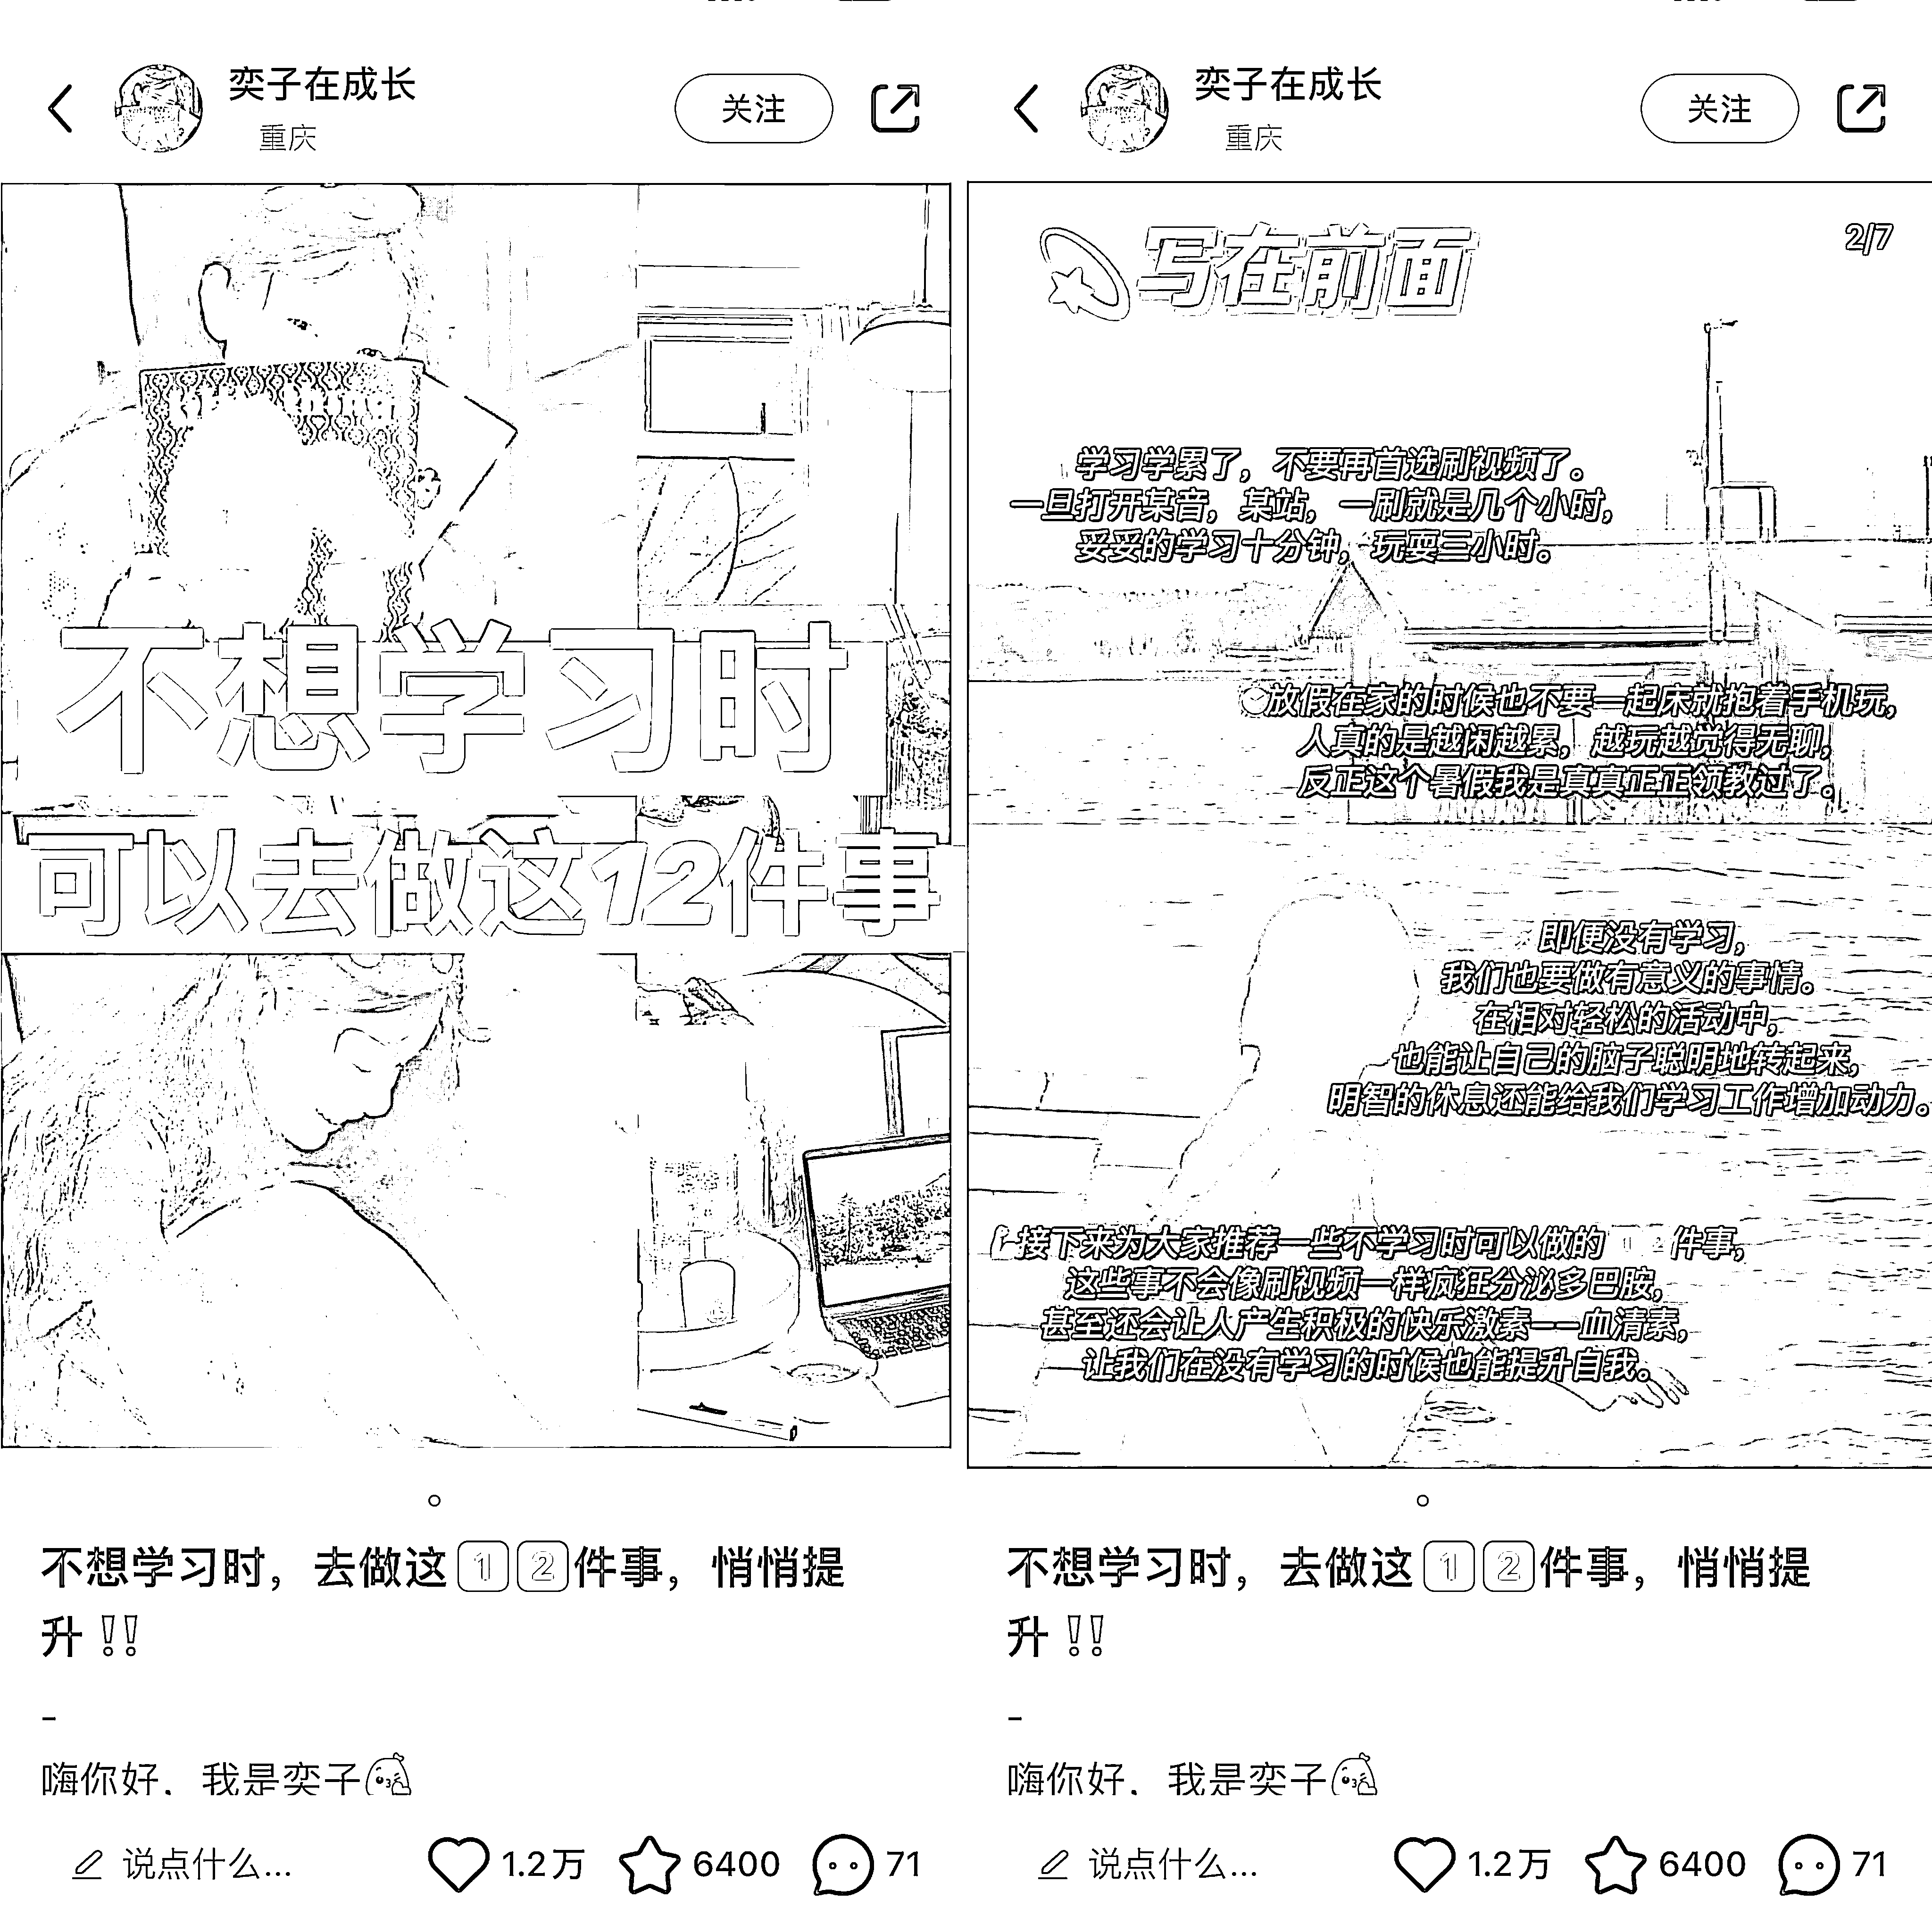 奕子在成长
重庆
关注
不想学习时
可以去做这12件事
不想学习时，去做这12件事，悄悄提
升!!
-
嗨你好，我是奕子
说点什么...
1.2万
6400
71
奕子在成长
重庆
关注
写在前面
2/7
学习学累了，不要再首选刷视频了。
一旦打开某音，某站，一刷就是几个小时，
妥妥的学习十分钟，玩耍三小时。
放假在家的时候也不要一起床就抱着手机玩，
人真的是越闲越累，越玩越觉得无聊，
反正这个暑假我是真真正正领教过了。
即便没有学习，
我们也要做有意义的事情。
在相对轻松的活动中，
也能让自己的脑子聪明地转起来，
明智的休息还能给我们学习工作增加动力。
接下来为大家推荐一些不学习时可以做的12件事，
这些事不会像刷视频一样疯狂分泌多巴胺，
甚至还会让人产生积极的快乐激素——血清素，
让我们在没有学习的时候也能提升自我。
不想学习时，去做这12件事，悄悄提
升!!
-
嗨你好，我是奕子
说点什么...
1.2万
6400
71